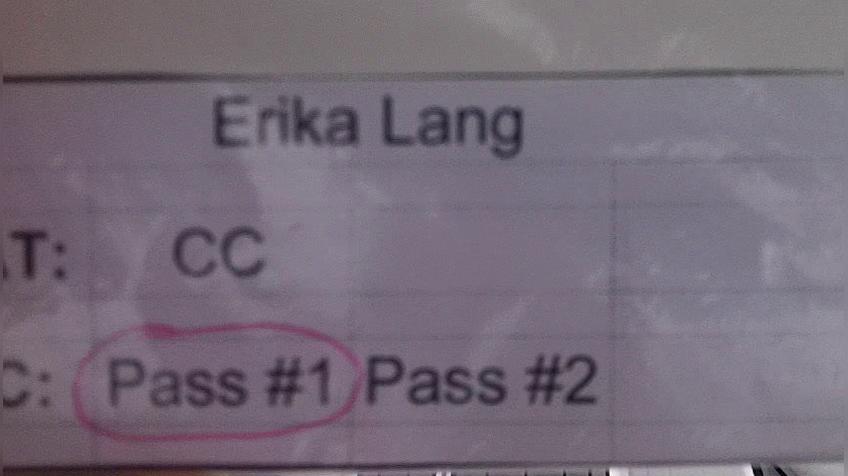 Erika Lang
T: CC
C: Pass #1 Pass #2